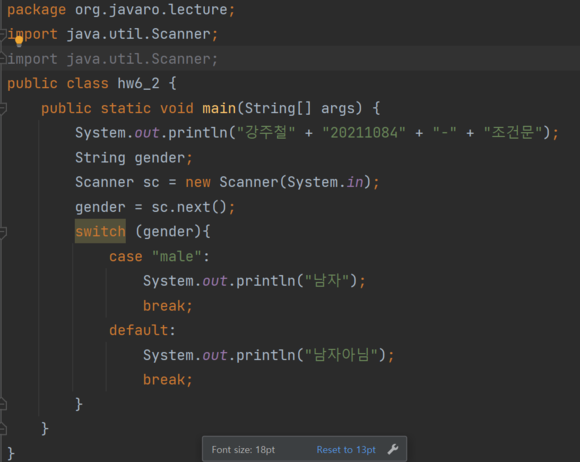 package org.javaro.lecture;
import java.util.Scanner;
import java.util.Scanner;
public class hw6_2 {
    public static void main(String[] args) {
        System.out.println("강주철" + "20211084" + "-" + "조건문");
        String gender;
        Scanner sc = new Scanner(System.in);
        gender = sc.next();
        switch (gender){
            case "male":
                System.out.println("남자");
                break;
            default:
                System.out.println("남자아님");
                break;
        }
    }
}
Font size: 18pt Reset to 13pt